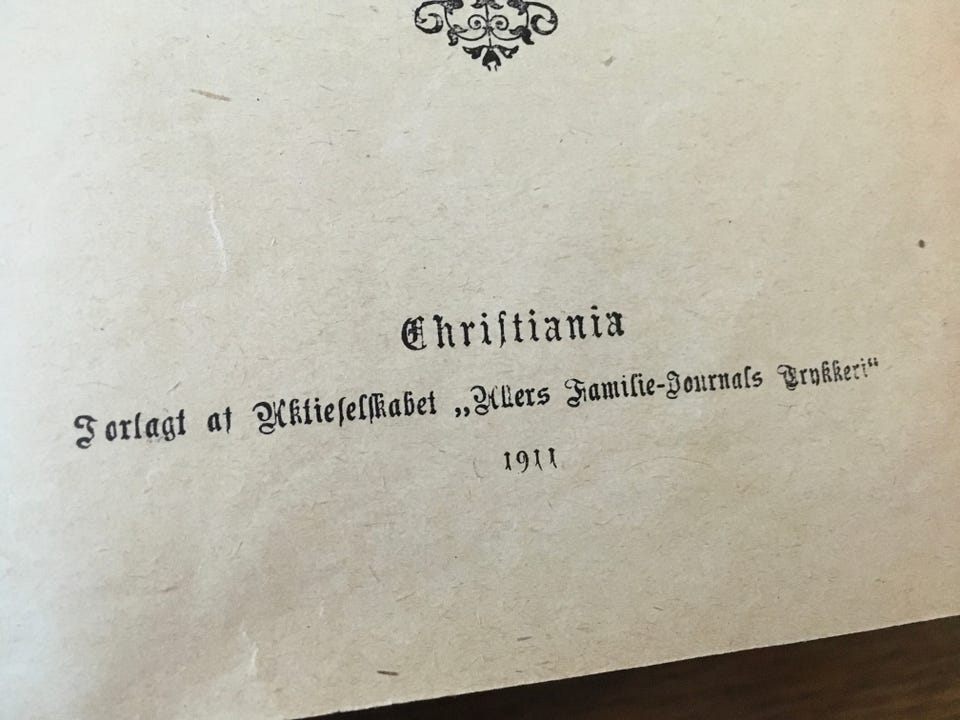 Christiania
Forlagt af Aktieselskabet „Allers Familie-Journals Trykkeri“
1911